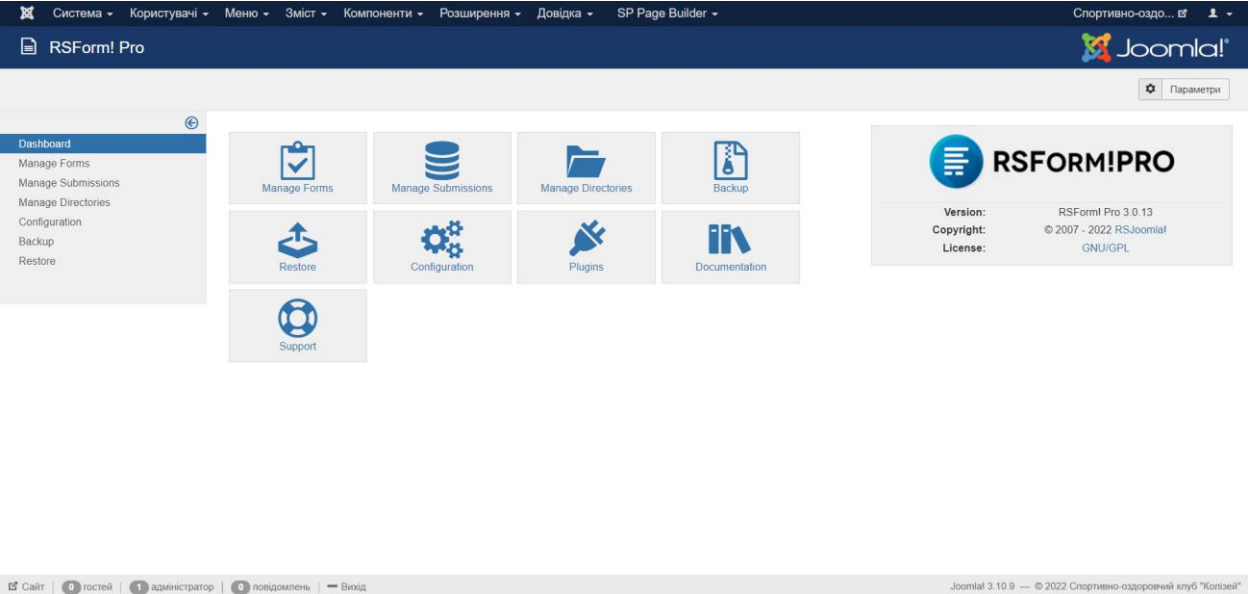 Система Користувачі Меню Зміст Компоненти Розширення Довідка SP Page Builder Спортивно-оздо...
RSForm! Pro Joomla!®
Параметри
Dashboard
Manage Forms
Manage Submissions
Manage Directories
Configuration
Backup
Restore
Manage Forms Manage Submissions Manage Directories Backup
Restore Configuration Plugins Documentation
Support
RSFORM!PRO
Version: RSForm! Pro 3.0.13
Copyright: © 2007 - 2022 RSJoomla!
License: GNU/GPL
Сайт | 0 гостей | 1 адміністратор | 0 повідомлень | Вихід Joomla! 3.10.9 — © 2022 Спортивно-оздоровчий клуб "Колізей"